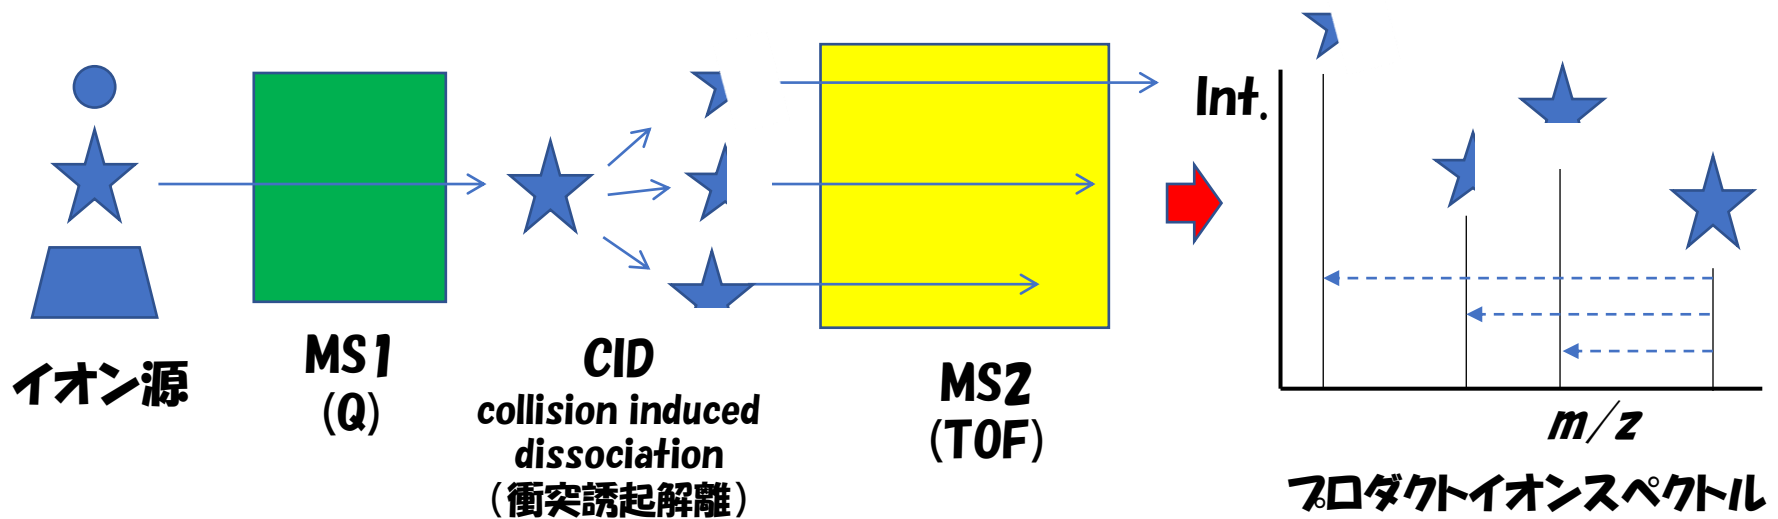 イオン源
MS1
(Q)
CID
collision induced
dissociation
(衝突誘起解離)
MS2
(TOF)
Int.
m/z
プロダクトイオンスペクトル